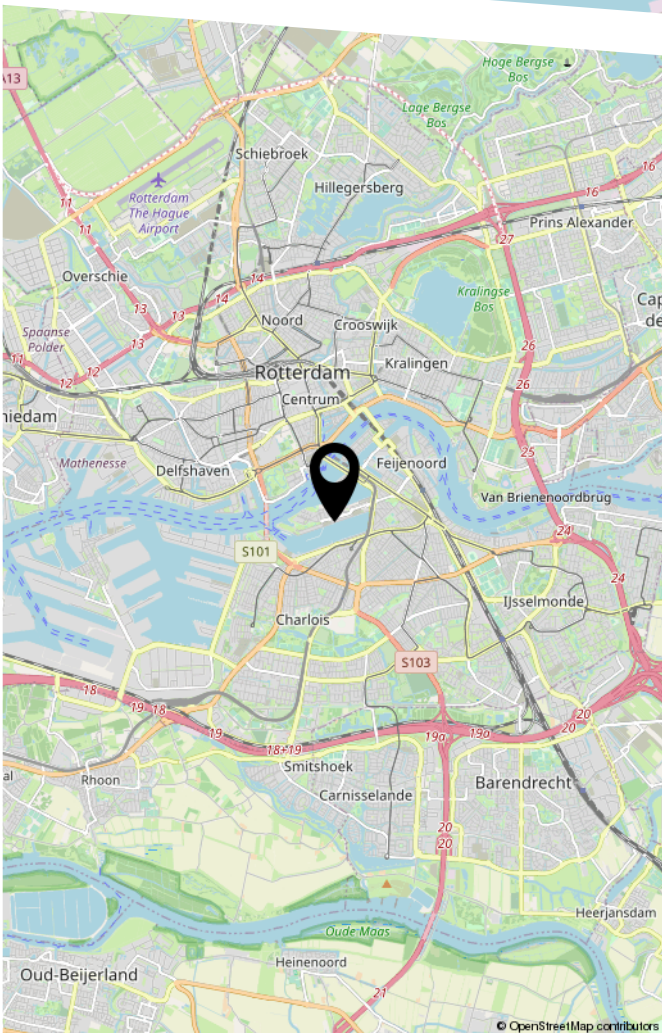 Hoge Bergse
Bos
A13
Lage Bergse
Bos
Schiebroek
16
Hillegersberg
16
Rotterdam
The Hague
Airport
11
11
Prins Alexander
27
Overschie
14
Kralingse
Bos
14
13
13
Noord
Crooswijk
Spaanse
Polder
13
26
11
12
12
Kralingen
Rotterdam
26
Centrum
25
Mathenesse
Delfshaven
Feijenoord
Van Brienenoordbrug
24
S101
24
IJsselmonde
Charlois
S103
18
19
18
20
20
19
19a
19a
18+19
Smitshoek
Rhoon
Barendrecht
Carnisselande
20
20
Heerjansdam
Oude Maas
Heinenoord
Oud-Beijerland
21
© OpenStreetMap contributors